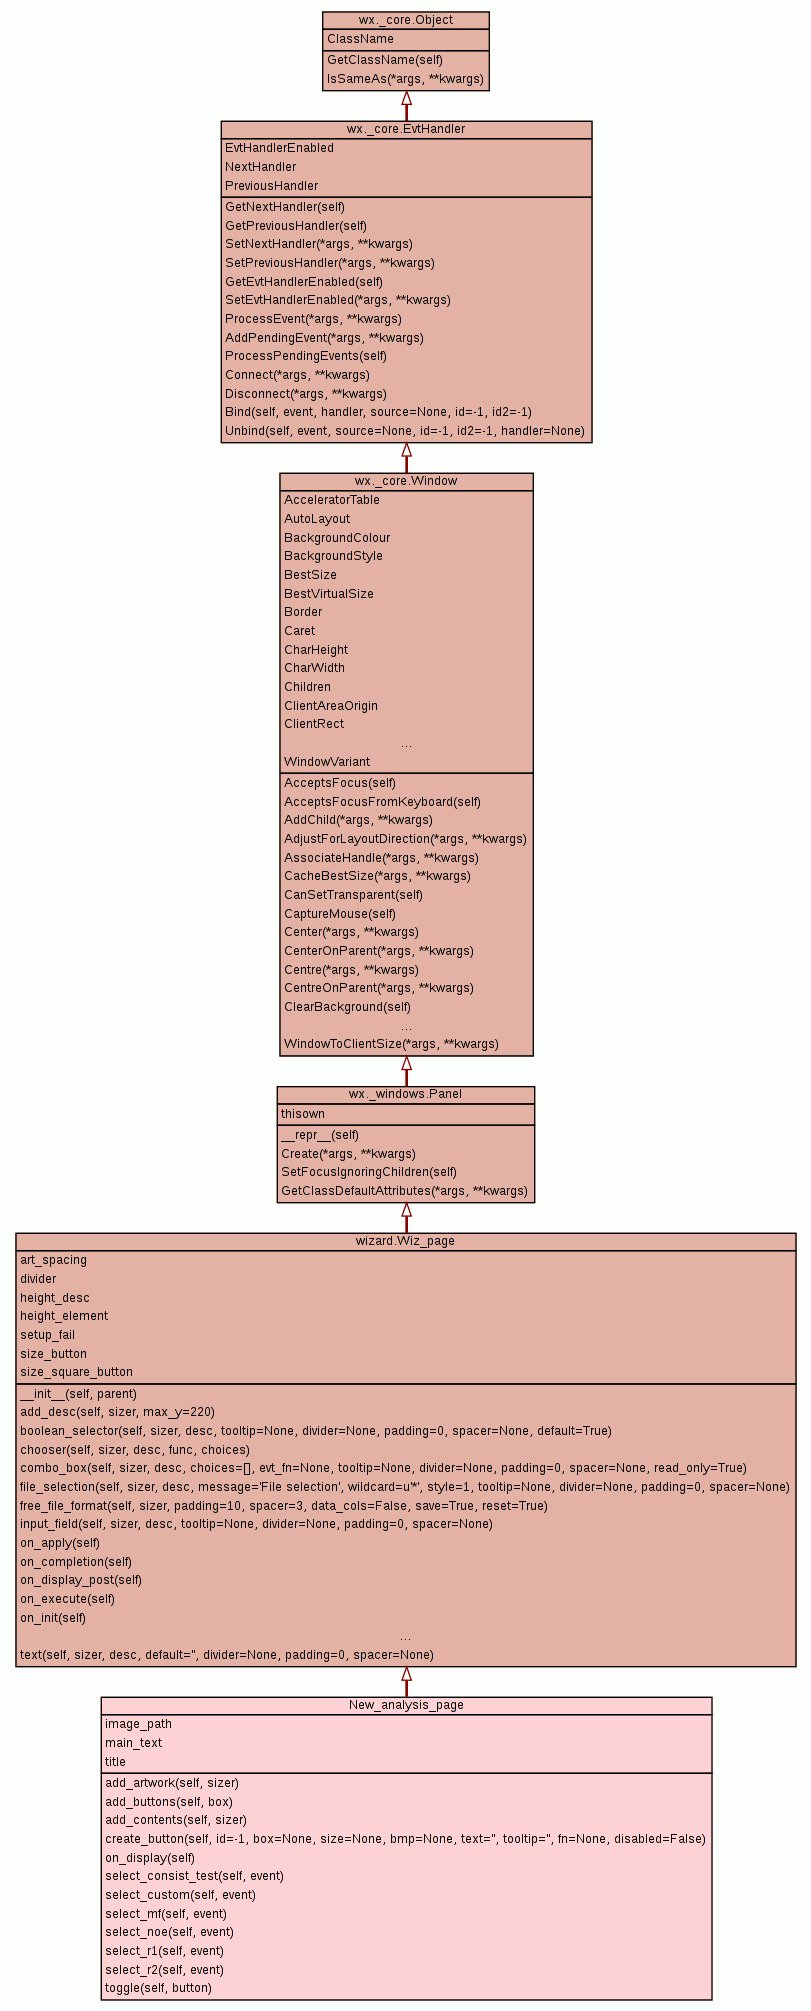 wx._core.Object
ClassName
GetClassName(self)
IsSameAs(*args, **kwargs)
wx._core.EvtHandler
EvtHandlerEnabled
NextHandler
PreviousHandler
GetNextHandler(self)
GetPreviousHandler(self)
SetNextHandler(*args, **kwargs)
SetPreviousHandler(*args, **kwargs)
GetEvtHandlerEnabled(self)
SetEvtHandlerEnabled(*args, **kwargs)
ProcessEvent(*args, **kwargs)
AddPendingEvent(*args, **kwargs)
ProcessPendingEvents(self)
Connect(*args, **kwargs)
Disconnect(*args, **kwargs)
Bind(self, event, handler, source=None, id=-1, id2=-1)
Unbind(self, event, source=None, id=-1, id2=-1, handler=None)
wx._core.Window
AcceleratorTable
AutoLayout
BackgroundColour
BackgroundStyle
BestSize
BestVirtualSize
Border
Caret
CharHeight
CharWidth
Children
ClientAreaOrigin
ClientRect
...
WindowVariant
AcceptsFocus(self)
AcceptsFocusFromKeyboard(self)
AddChild(*args, **kwargs)
AdjustForLayoutDirection(*args, **kwargs)
AssociateHandle(*args, **kwargs)
CacheBestSize(*args, **kwargs)
CanSetTransparent(self)
CaptureMouse(self)
Center(*args, **kwargs)
CenterOnParent(*args, **kwargs)
Centre(*args, **kwargs)
CentreOnParent(*args, **kwargs)
ClearBackground(self)
...
WindowToClientSize(*args, **kwargs)
wx._windows.Panel
thisown
__repr__(self)
Create(*args, **kwargs)
SetFocusIgnoringChildren(self)
GetClassDefaultAttributes(*args, **kwargs)
wizard.Wiz_page
art_spacing
divider
height_desc
height_element
setup_fail
size_button
size_square_button
__init__(self, parent)
add_desc(self, sizer, max_y=220)
boolean_selector(self, sizer, desc, tooltip=None, divider=None, padding=0, spacer=None, default=True)
chooser(self, sizer, desc, func, choices)
combo_box(self, sizer, desc, choices=[], evt_fn=None, tooltip=None, divider=None, padding=0, spacer=None, read_only=True)
file_selection(self, sizer, desc, message='File selection', wildcard=u'*', style=1, tooltip=None, divider=None, padding=0, spacer=None)
free_file_format(self, sizer, padding=10, spacer=3, data_cols=False, save=True, reset=True)
input_field(self, sizer, desc, tooltip=None, divider=None, padding=0, spacer=None)
on_apply(self)
on_completion(self)
on_display_post(self)
on_execute(self)
on_init(self)
...
text(self, sizer, desc, default='', divider=None, padding=0, spacer=None)
New_analysis_page
image_path
main_text
title
add_artwork(self, sizer)
add_buttons(self, box)
add_contents(self, sizer)
create_button(self, id=-1, box=None, size=None, bmp=None, text='', tooltip='', fn=None, disabled=False)
on_display(self)
select_consist_test(self, event)
select_custom(self, event)
select_mf(self, event)
select_noe(self, event)
select_r1(self, event)
select_r2(self, event)
toggle(self, button)